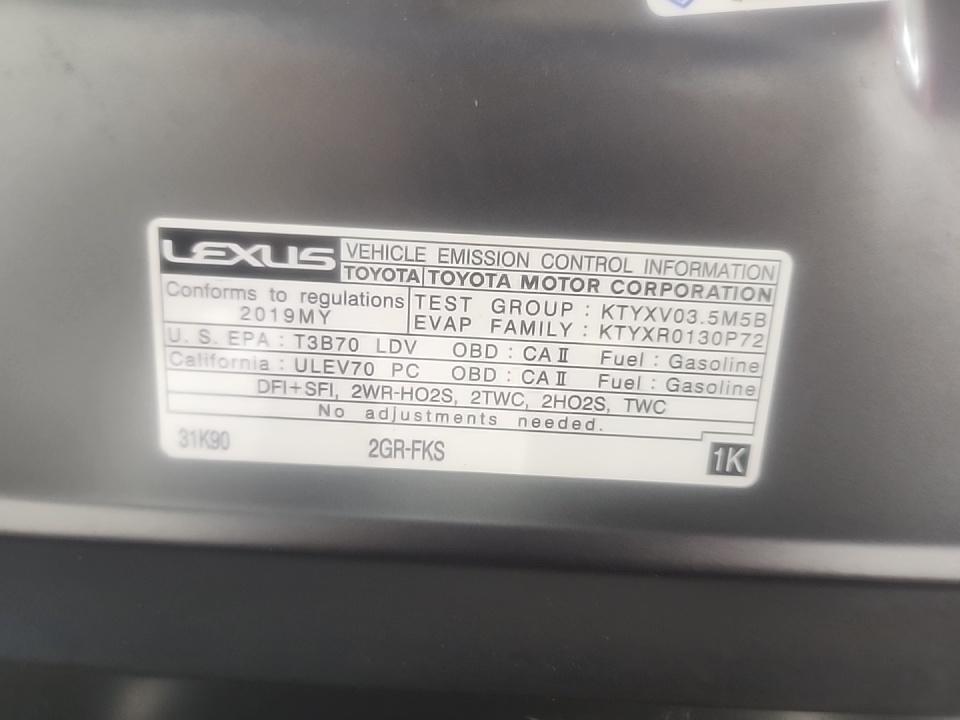 LEXUS VEHICLE EMISSION CONTROL INFORMATION
TOYOTA TOYOTA MOTOR CORPORATION
Conforms to regulations
2019MY
TEST GROUP : KTYXV03.5M5B
EVAP FAMILY : KTYXR0130P72
U. S. EPA : T3B70 LDV OBD : CA II Fuel : Gasoline
California : ULEV70 PC OBD : CA II Fuel : Gasoline
DFI+SFI, 2WR-HO2S, 2TWC, 2HO2S, TWC
No adjustments needed.
31K90 2GR-FKS 1K